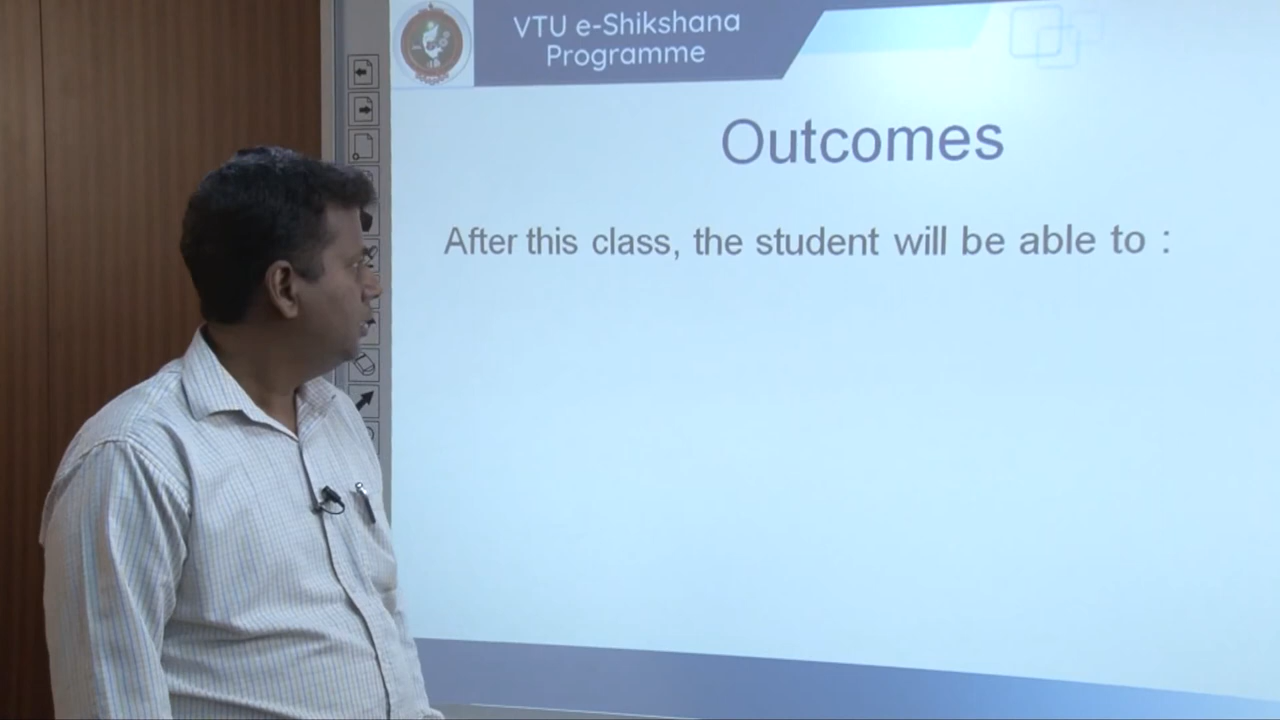 VTU e-Shikshana
Programme
Outcomes
After this class, the student will be able to :